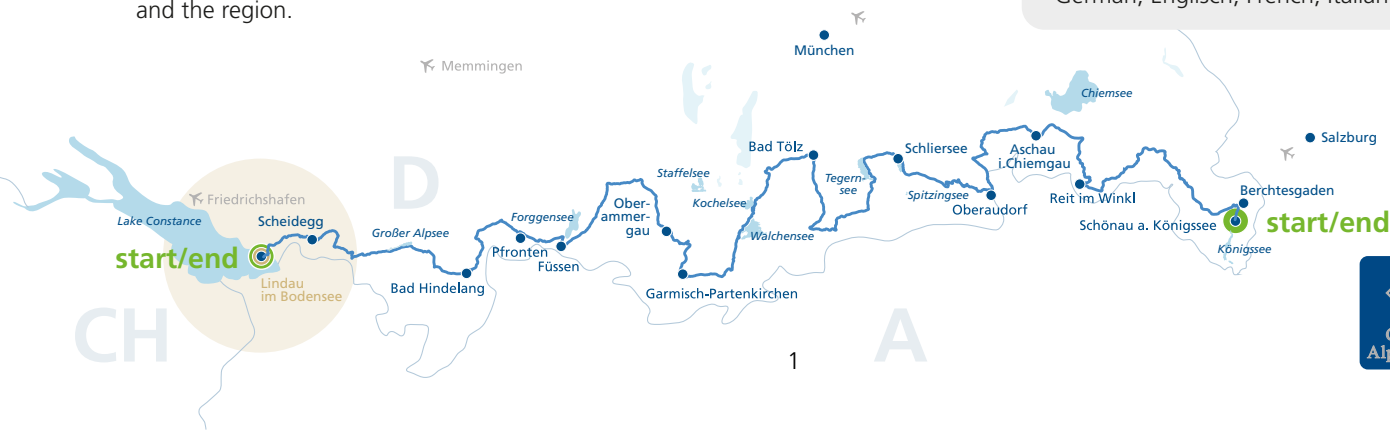 and the region.
German, Englisch, French, Italian
München
Memmingen
Chiemsee
Salzburg
Bad Tölz
Schliersee
Aschau
i.Chiemgau
Staffelsee
Tegern-
see
Friedrichshafen
Kochelsee
Spitzingsee
Oberaudorf
Reit im Winkl
Berchtesgaden
D
Lake Constance
Scheidegg
Forggensee
Ober-
ammer-
gau
Großer Alpsee
Walchensee
Schönau a. Königssee
start/end
Königssee
start/end
Pfronten
Füssen
Lindau
im Bodensee
Bad Hindelang
Garmisch-Partenkirchen
CH
A
1